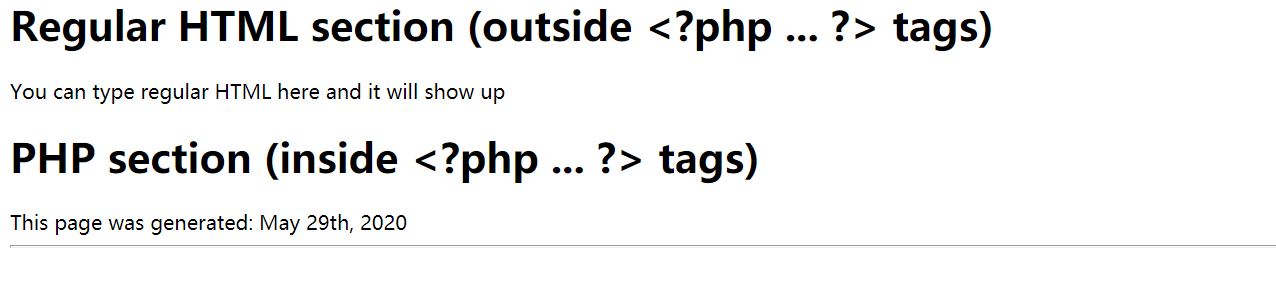 Regular HTML section (outside <?php ... ?> tags)
You can type regular HTML here and it will show up
PHP section (inside <?php ... ?> tags)
This page was generated: May 29th, 2020